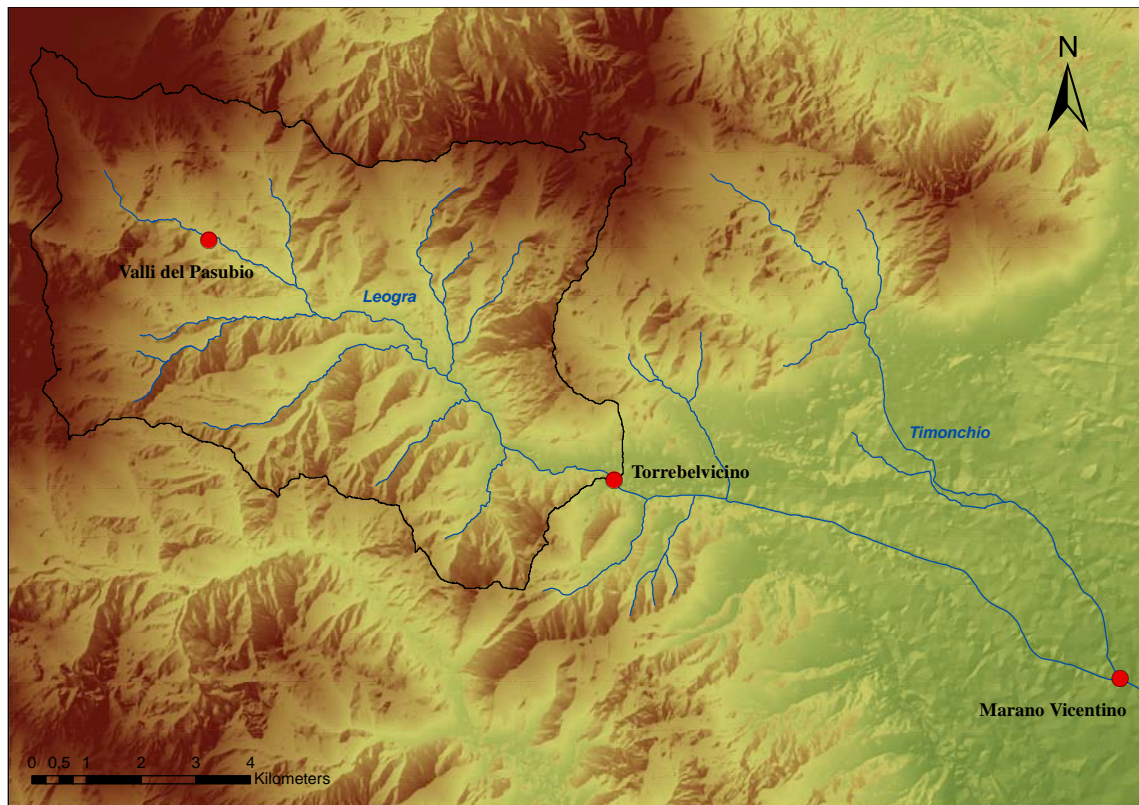 N
Valli del Pasubio
Leogra
Timonchio
Torrebelvicino
Marano Vicentino
0 0,5 1 2 3 4
Kilometers